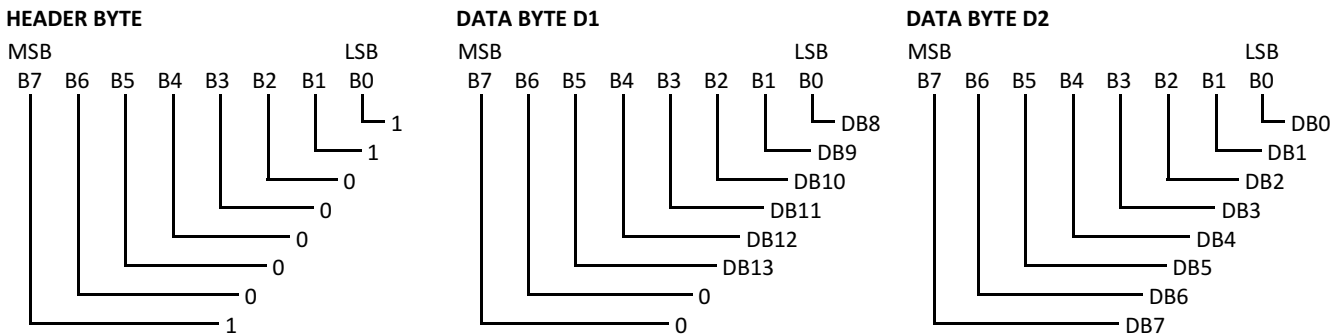 HEADER BYTE
MSB LSB
B7 B6 B5 B4 B3 B2 B1 B0
1
1
0
0
0
0
0
1
DATA BYTE D1
MSB LSB
B7 B6 B5 B4 B3 B2 B1 B0
DB8
DB9
DB10
DB11
DB12
DB13
0
0
DATA BYTE D2
MSB LSB
B7 B6 B5 B4 B3 B2 B1 B0
DB0
DB1
DB2
DB3
DB4
DB5
DB6
DB7